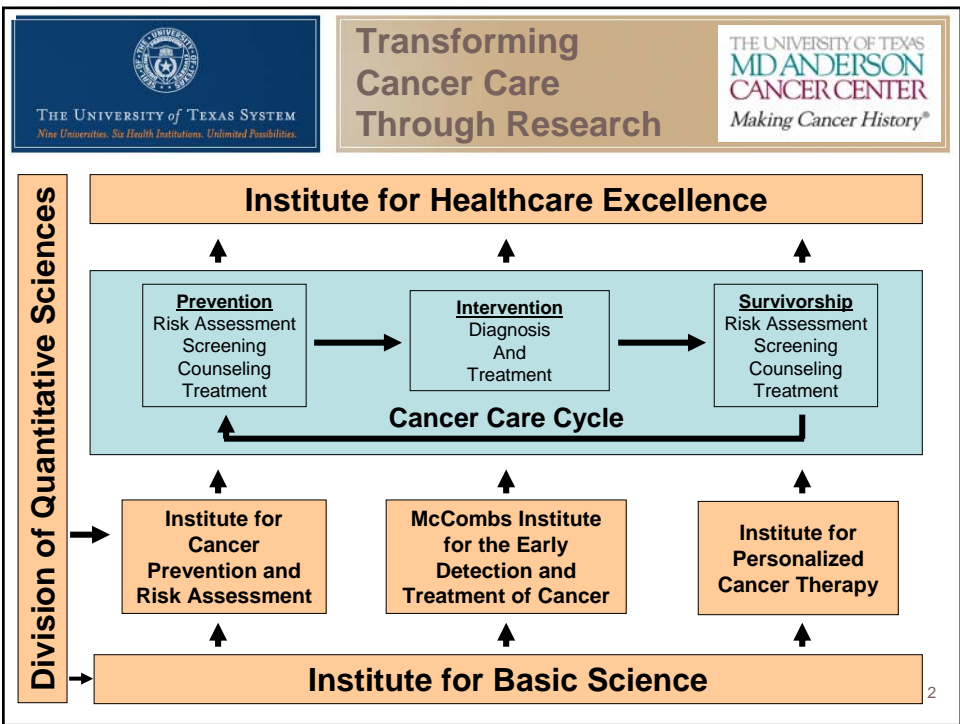 THE UNIVERSITY of TEXAS SYSTEM
Nine Universities. Six Health Institutions. Unlimited Possibilities.
Transforming
Cancer Care
Through Research
THE UNIVERSITY OF TEXAS
MD ANDERSON
CANCER CENTER
Making Cancer History®
Division of Quantitative Sciences
Institute for Healthcare Excellence
Prevention
Risk Assessment
Screening
Counseling
Treatment
Intervention
Diagnosis
And
Treatment
Survivorship
Risk Assessment
Screening
Counseling
Treatment
Cancer Care Cycle
Institute for
Cancer
Prevention and
Risk Assessment
McCombs Institute
for the Early
Detection and
Treatment of Cancer
Institute for
Personalized
Cancer Therapy
Institute for Basic Science
2